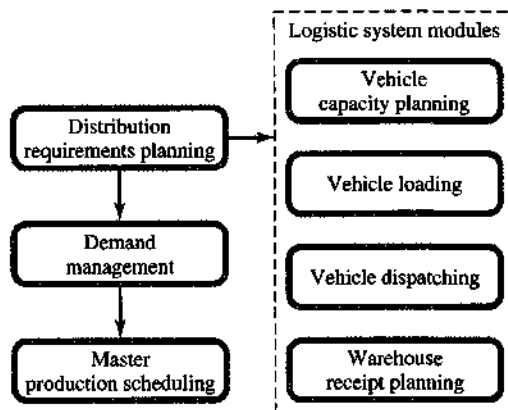 Logistic system modules
Vehicle
capacity planning
Distribution
requirements planning
Vehicle loading
Demand
management
Vehicle dispatching
Master
production scheduling
Warehouse
receipt planning